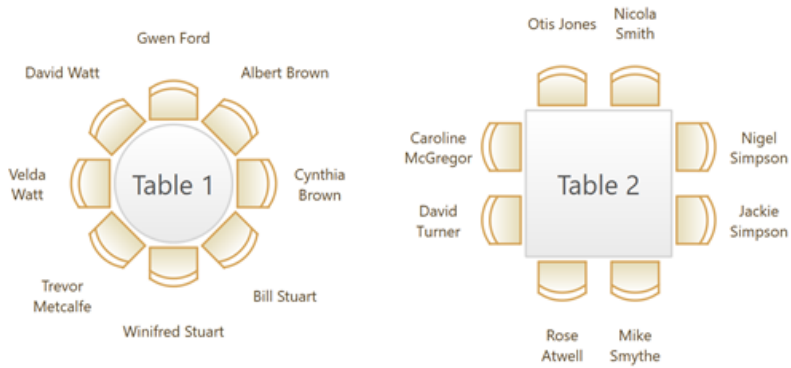 Gwen Ford
David Watt
Albert Brown
Velda
Watt
Table 1
Cynthia
Brown
Trevor
Metcalfe
Bill Stuart
Winifred Stuart
Otis Jones
Nicola
Smith
Caroline
McGregor
Nigel
Simpson
Table 2
David
Turner
Jackie
Simpson
Rose
Atwell
Mike
Smythe